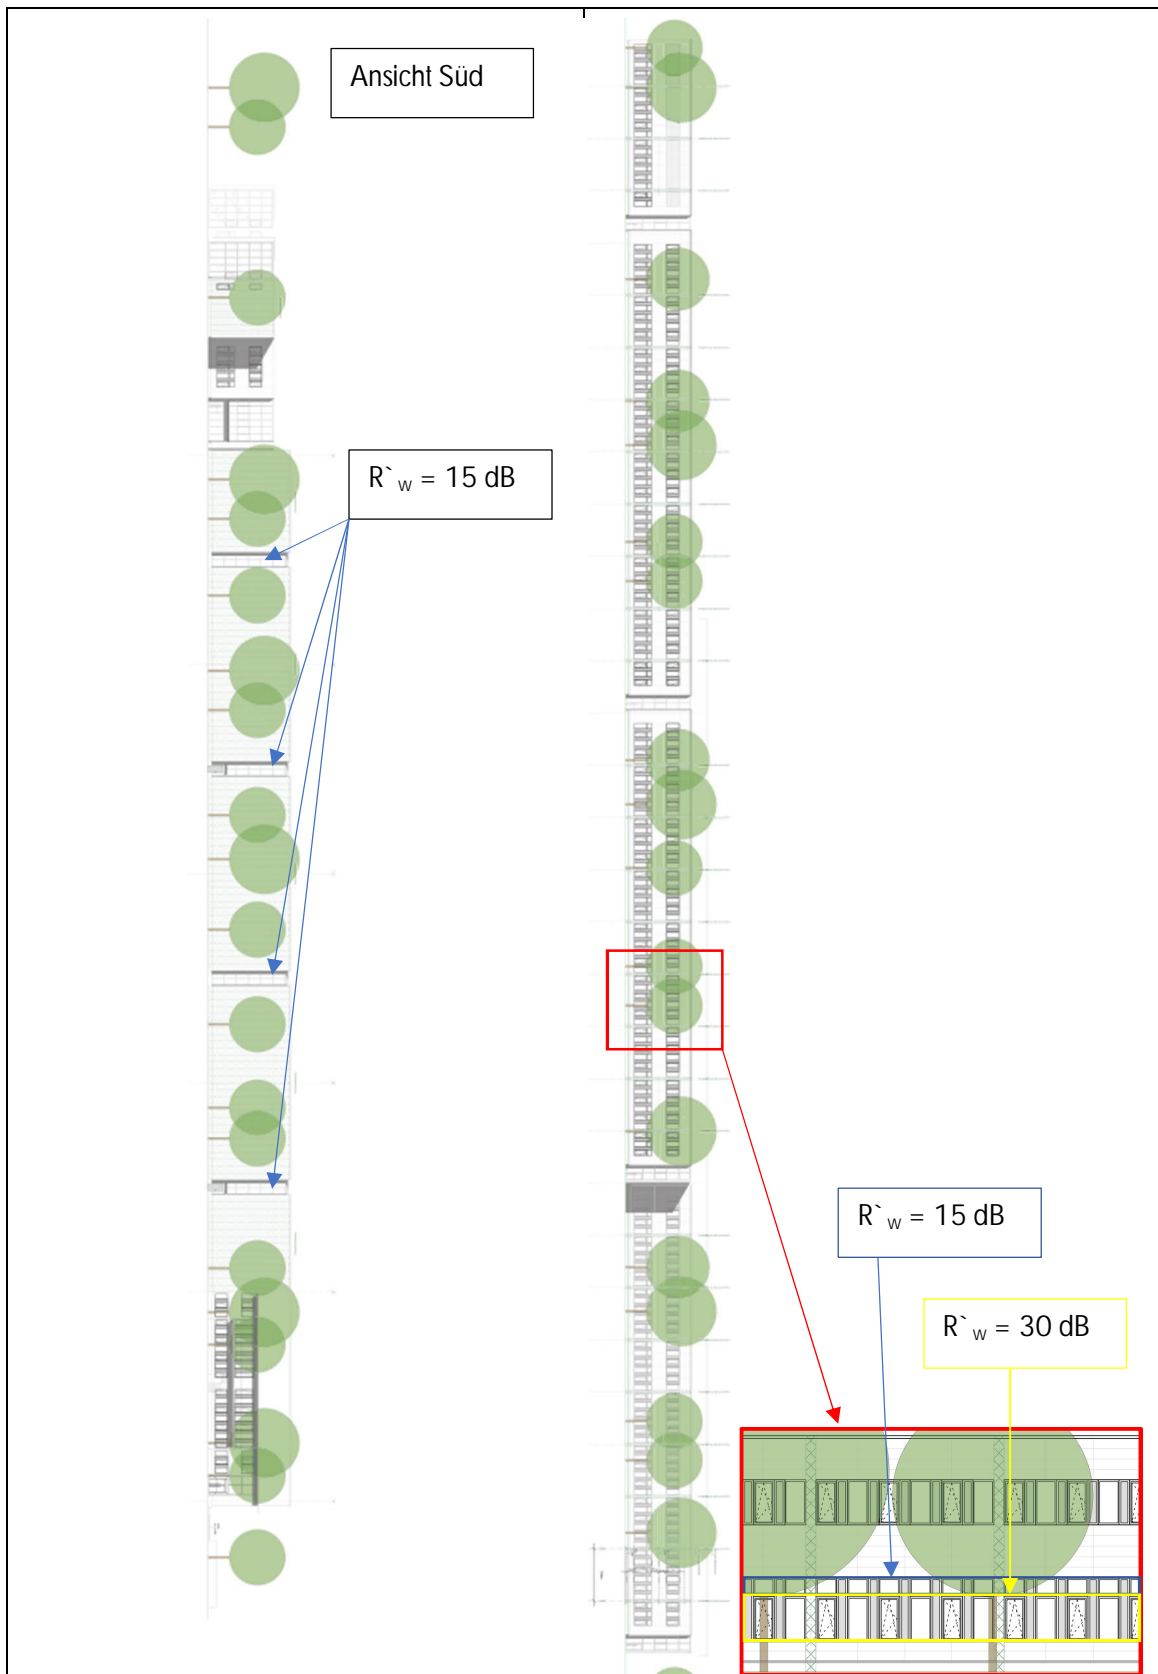 Ansicht Süd
R`w = 15 dB
R`w = 15 dB
R`w = 30 dB